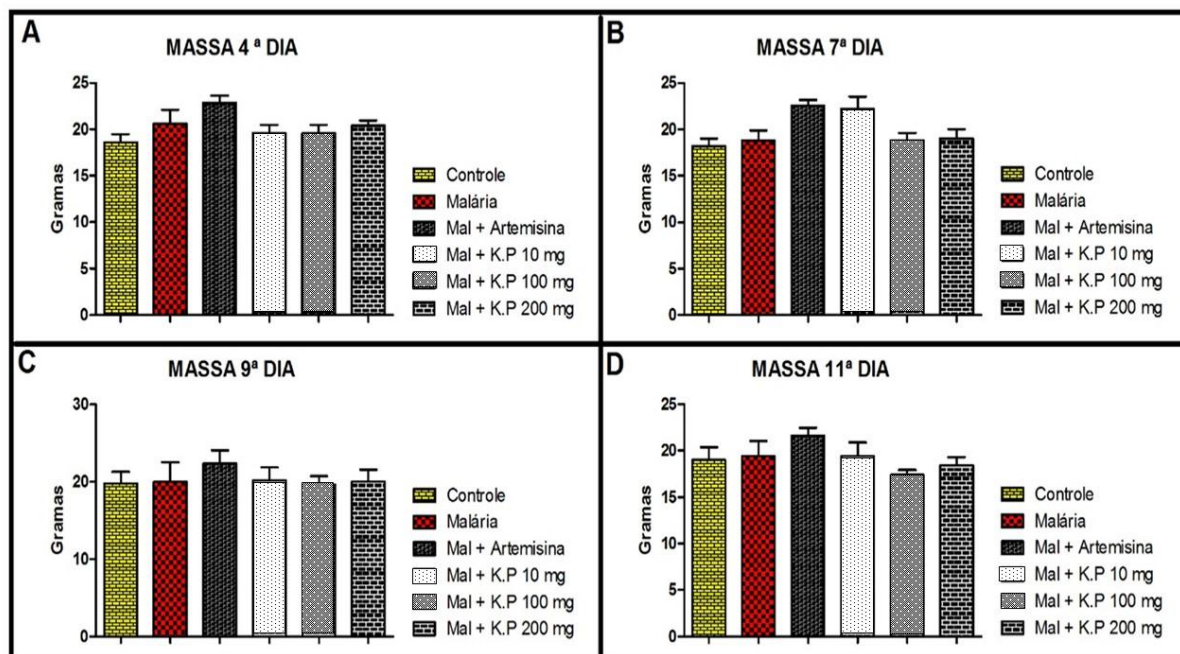 A
MASSA 4 ª DIA
Gramas
25
20
15
10
5
0
Controle
Malária
Mal + Artemisina
Mal + K.P 10 mg
Mal + K.P 100 mg
Mal + K.P 200 mg
B
MASSA 7ª DIA
Gramas
25
20
15
10
5
0
Controle
Malária
Mal + Artemisina
Mal + K.P 10 mg
Mal + K.P 100 mg
Mal + K.P 200 mg
C
MASSA 9ª DIA
Gramas
30
20
10
0
Controle
Malária
Mal + Artemisina
Mal + K.P 10 mg
Mal + K.P 100 mg
Mal + K.P 200 mg
D
MASSA 11ª DIA
Gramas
25
20
15
10
5
0
Controle
Malária
Mal + Artemisina
Mal + K.P 10 mg
Mal + K.P 100 mg
Mal + K.P 200 mg